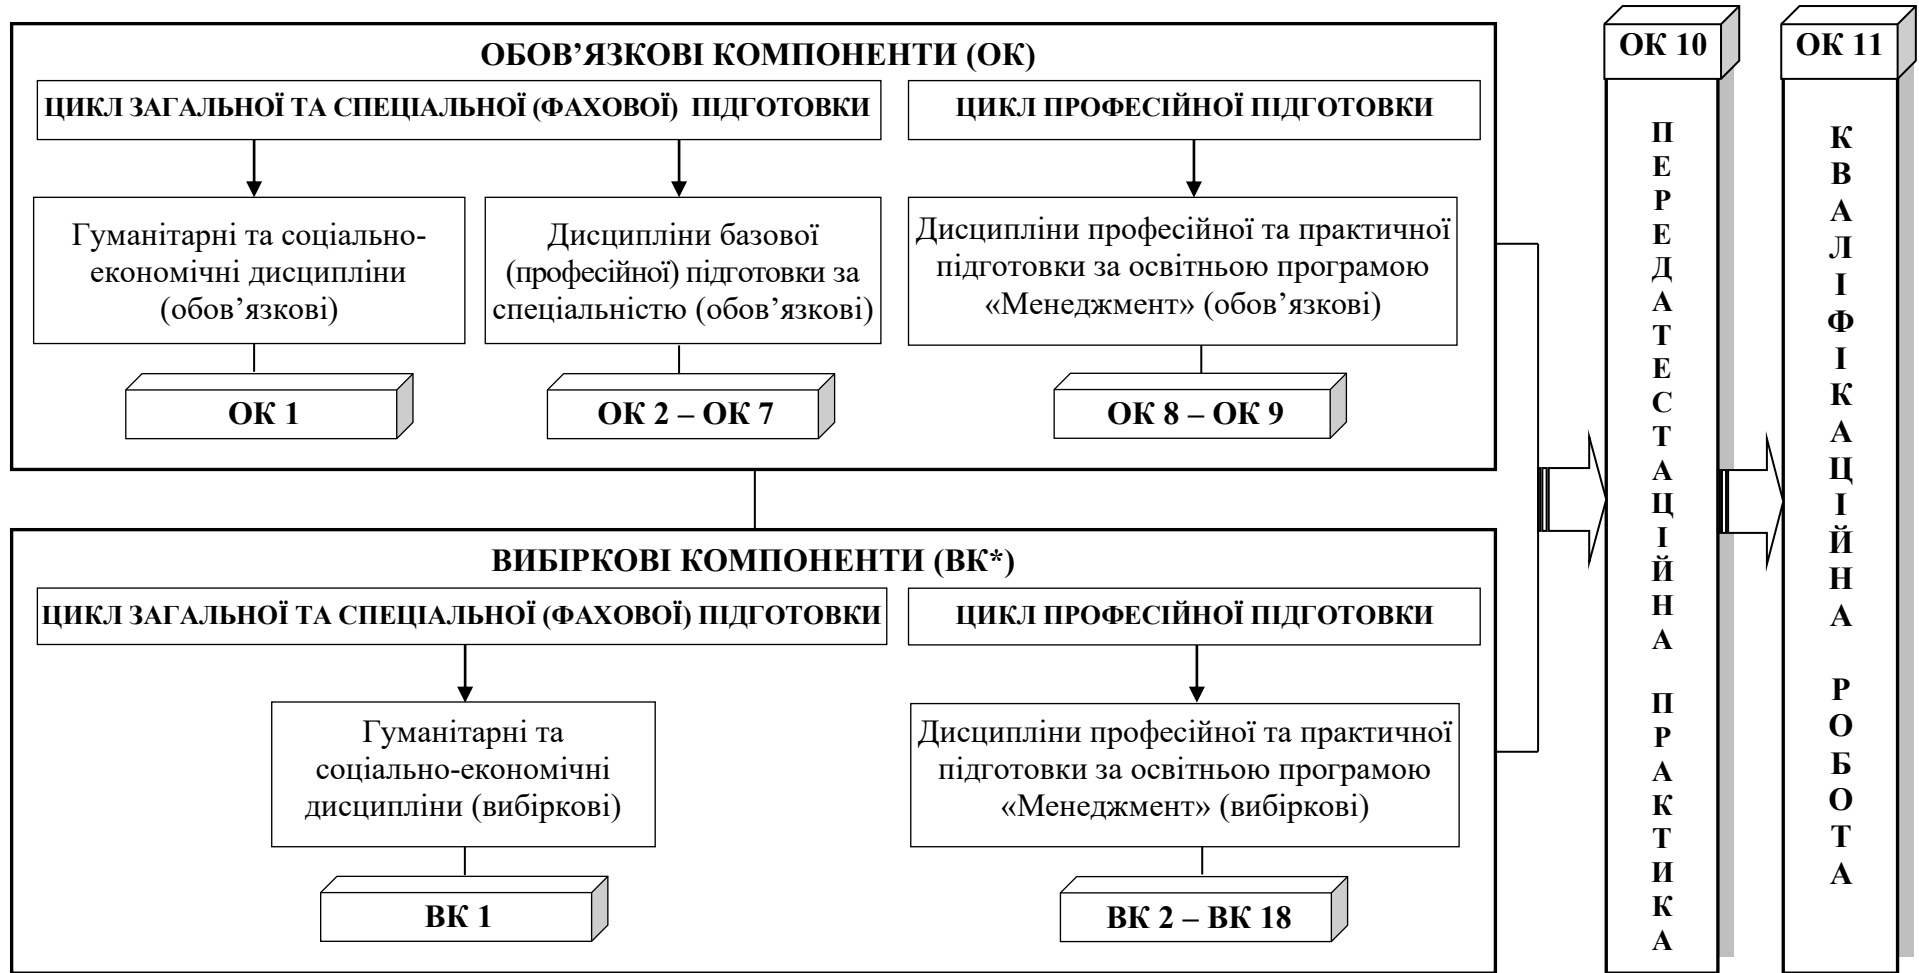 ОБОВ’ЯЗКОВІ КОМПОНЕНТИ (ОК)
ЦИКЛ ЗАГАЛЬНОЇ ТА СПЕЦІАЛЬНОЇ (ФАХОВОЇ) ПІДГОТОВКИ
Гуманітарні та соціально-
економічні дисципліни
(обов’язкові)
ОК 1
Дисципліни базової
(професійної) підготовки за
спеціальністю (обов’язкові)
ОК 2 – ОК 7
ЦИКЛ ПРОФЕСІЙНОЇ ПІДГОТОВКИ
Дисципліни професійної та практичної
підготовки за освітньою програмою
«Менеджмент» (обов’язкові)
ОК 8 – ОК 9
ВИБІРКОВІ КОМПОНЕНТИ (ВК*)
ЦИКЛ ЗАГАЛЬНОЇ ТА СПЕЦІАЛЬНОЇ (ФАХОВОЇ) ПІДГОТОВКИ
Гуманітарні та
соціально-економічні
дисципліни (вибіркові)
ВК 1
ЦИКЛ ПРОФЕСІЙНОЇ ПІДГОТОВКИ
Дисципліни професійної та практичної
підготовки за освітньою програмою
«Менеджмент» (вибіркові)
ВК 2 – ВК 18
ОК 10
ПЕРЕДАТЕСТАЦІЙНА ПРАКТИКА
ОК 11
КВАЛІФІКАЦІЙНА РОБОТА